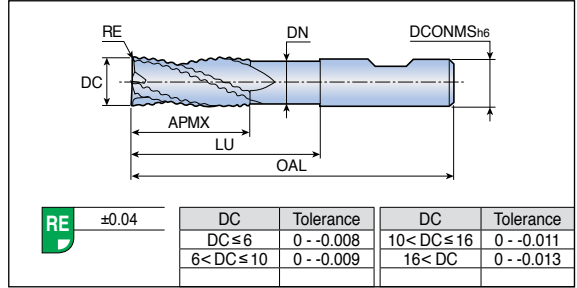 RE
DN
DCONMSh6
DC
APMX
LU
OAL
RE ±0.04
DC Tolerance DC Tolerance
DC≤6 0 - -0.008 10< DC≤16 0 - -0.011
6< DC≤10 0 - -0.009 16< DC 0 - -0.013